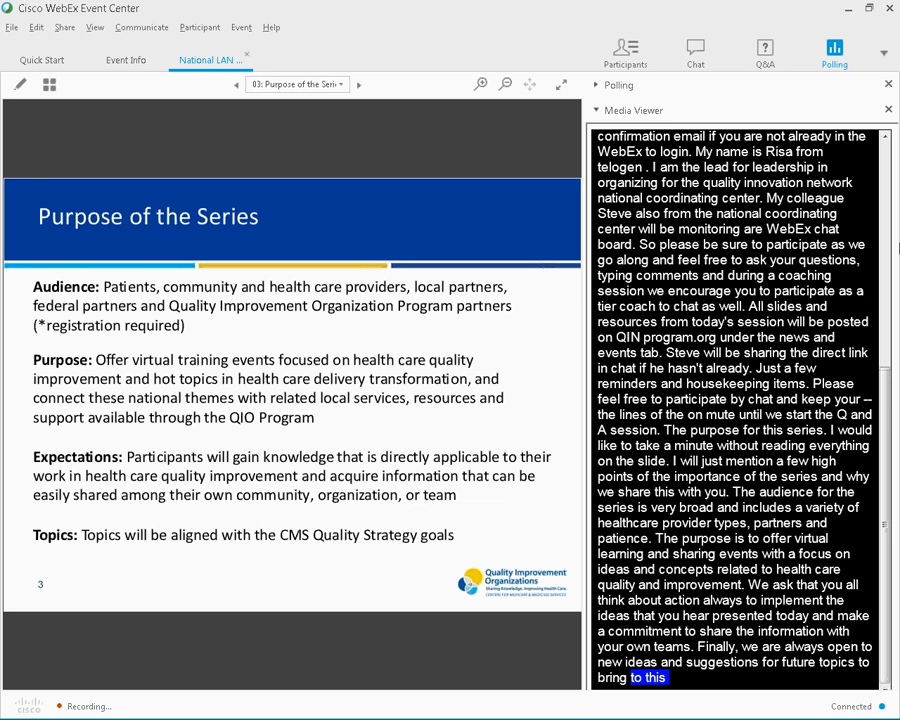 Cisco WebEx Event Center
File Edit Share View Communicate Participant Event Help
Quick Start Event Info National LAN ...
Participants Chat Q&A Polling
03: Purpose of the Seri
Polling
Media Viewer
Purpose of the Series
Audience: Patients, community and health care providers, local partners,
federal partners and Quality Improvement Organization Program partners
(*registration required)
Purpose: Offer virtual training events focused on health care quality
improvement and hot topics in health care delivery transformation, and
connect these national themes with related local services, resources and
support available through the QIO Program
Expectations: Participants will gain knowledge that is directly applicable to their
work in health care quality improvement and acquire information that can be
easily shared among their own community, organization, or team
Topics: Topics will be aligned with the CMS Quality Strategy goals
3
Quality Improvement
Organizations
Sharing Knowledge. Improving Health Care.
CENTERS FOR MEDICARE & MEDICAID SERVICES
confirmation email if you are not already in the
WebEx to login. My name is Risa from
telogen . I am the lead for leadership in
organizing for the quality innovation network
national coordinating center. My colleague
Steve also from the national coordinating
center will be monitoring are WebEx chat
board. So please be sure to participate as we
go along and feel free to ask your questions,
typing comments and during a coaching
session we encourage you to participate as a
tier coach to chat as well. All slides and
resources from today's session will be posted
on QIN program.org under the news and
events tab. Steve will be sharing the direct link
in chat if he hasn't already. Just a few
reminders and housekeeping items. Please
feel free to participate by chat and keep your --
the lines of the on mute until we start the Q and
A session. The purpose for this series. I would
like to take a minute without reading everything
on the slide. I will just mention a few high
points of the importance of the series and why
we share this with you. The audience for the
series is very broad and includes a variety of
healthcare provider types, partners and
patience. The purpose is to offer virtual
learning and sharing events with a focus on
ideas and concepts related to health care
quality and improvement. We ask that you all
think about action always to implement the
ideas that you hear presented today and make
a commitment to share the information with
your own teams. Finally, we are always open to
new ideas and suggestions for future topics to
bring to this
cisco Recording... Connected